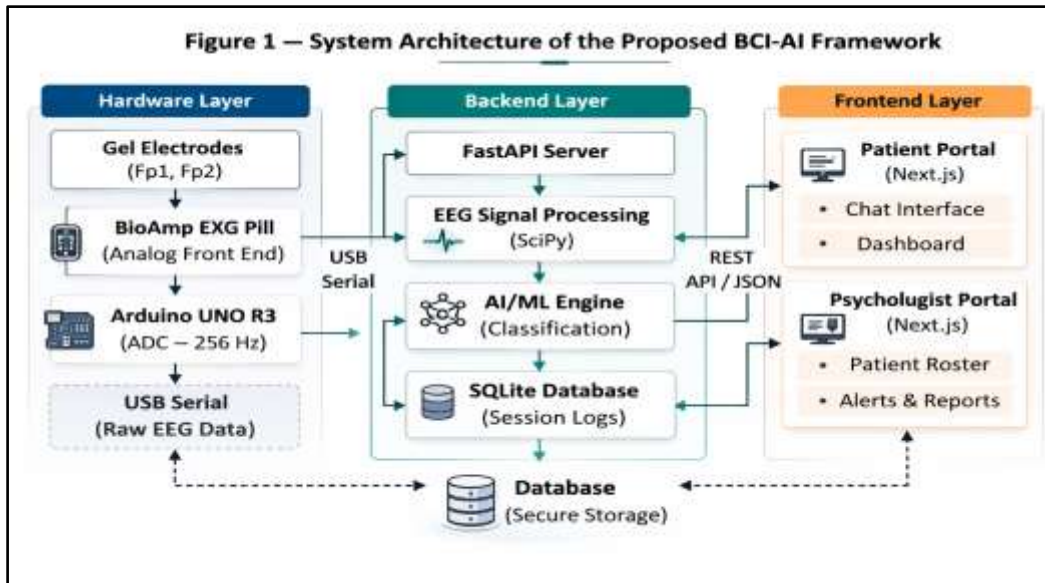 Figure 1 — System Architecture of the Proposed BCI-AI Framework
Hardware Layer
Gel Electrodes
(Fp1, Fp2)
BioAmp EXG Pill
(Analog Front End)
Arduino UNO R3
(ADC – 256 Hz)
USB Serial
(Raw EEG Data)
USB
Serial
Backend Layer
FastAPI Server
EEG Signal Processing
(SciPy)
AI/ML Engine
(Classification)
SQLite Database
(Session Logs)
REST
API / JSON
Frontend Layer
Patient Portal
(Next.js)
• Chat Interface
• Dashboard
Psychologist Portal
(Next.js)
• Patient Roster
• Alerts & Reports
Database
(Secure Storage)